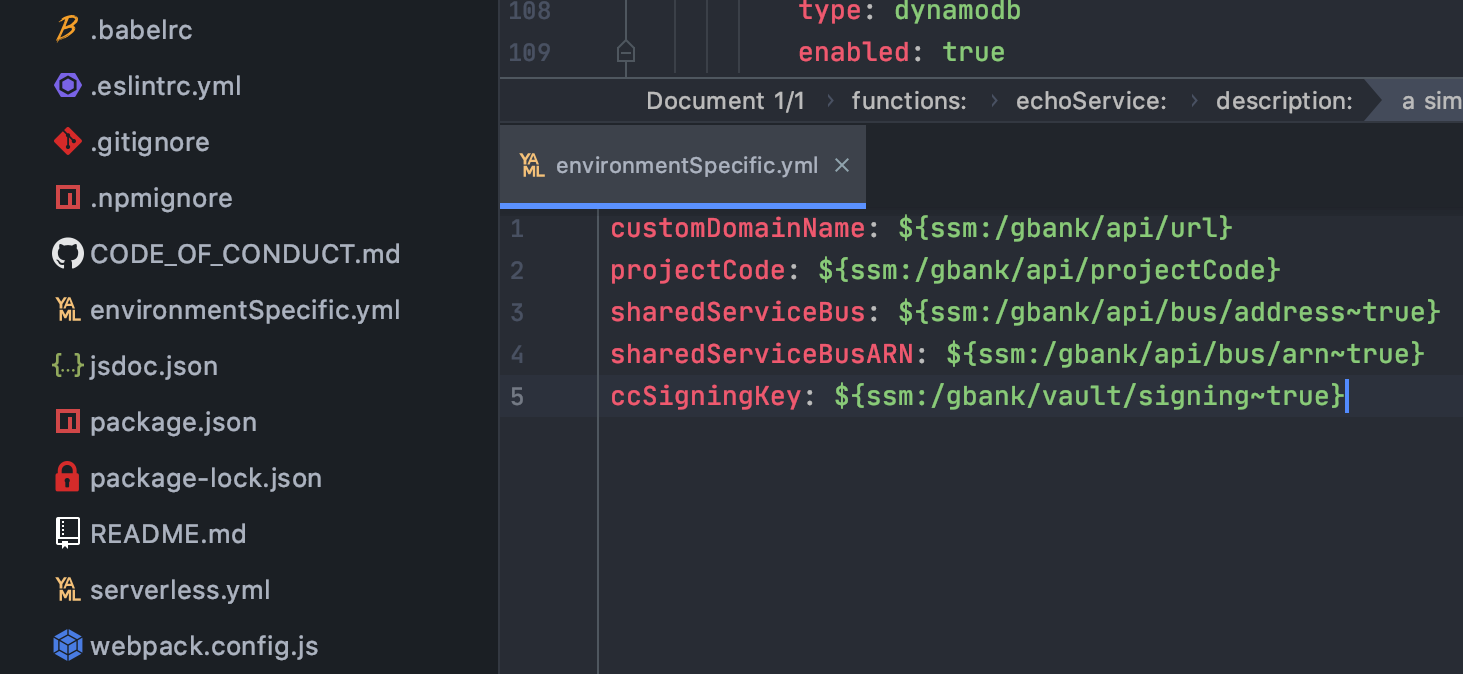 .babelrc
.eslintrc.yml
.gitignore
.npmignore
CODE_OF_CONDUCT.md
YAML environmentSpecific.yml
{..} jsdoc.json
package.json
package-lock.json
README.md
YAML serverless.yml
webpack.config.js
108 type: dynamodb
109 enabled: true
Document 1/1 › functions: › echoService: › description: a sim
YAML environmentSpecific.yml ×
1 customDomainName: ${ssm:/gbank/api/url}
2 projectCode: ${ssm:/gbank/api/projectCode}
3 sharedServiceBus: ${ssm:/gbank/api/bus/address~true}
4 sharedServiceBusARN: ${ssm:/gbank/api/bus/arn~true}
5 ccSigningKey: ${ssm:/gbank/vault/signing~true}